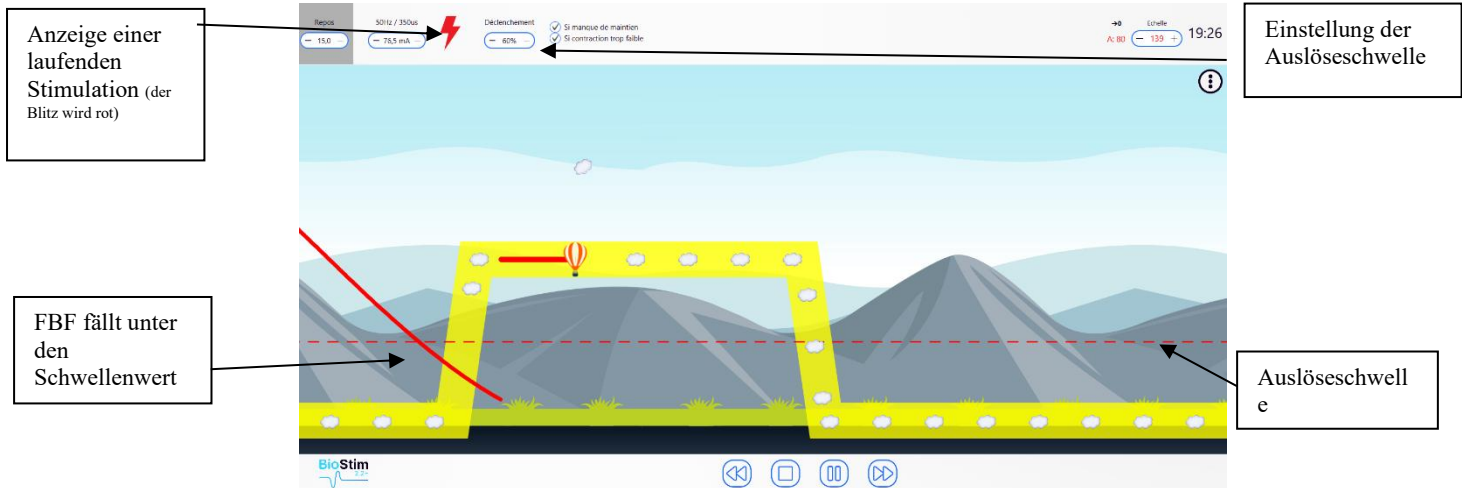 Anzeige einer
laufenden
Stimulation (der
Blitz wird rot)
Repos
- 15,0 -
50Hz / 350us
- 76,5 mA -
Déclenchement
- 60% -
Si manque de maintien
Si contraction trop faible
→0
A: 80
Echelle
- 139 +
19:26
Einstellung der
Auslöseschwelle
FBF fällt unter
den
Schwellenwert
Auslöseschwell
e
BioStim